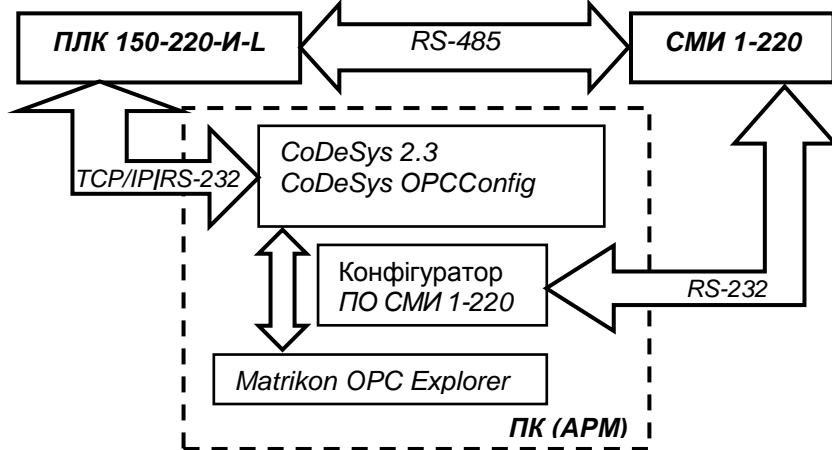 ПЛК 150-220-И-L
RS-485
СМИ 1-220
CoDeSys 2.3
CoDeSys OPCConfig
TCP/IP|RS-232
Конфігуратор
ПО СМИ 1-220
RS-232
Matrikon OPC Explorer
ПК (АРМ)